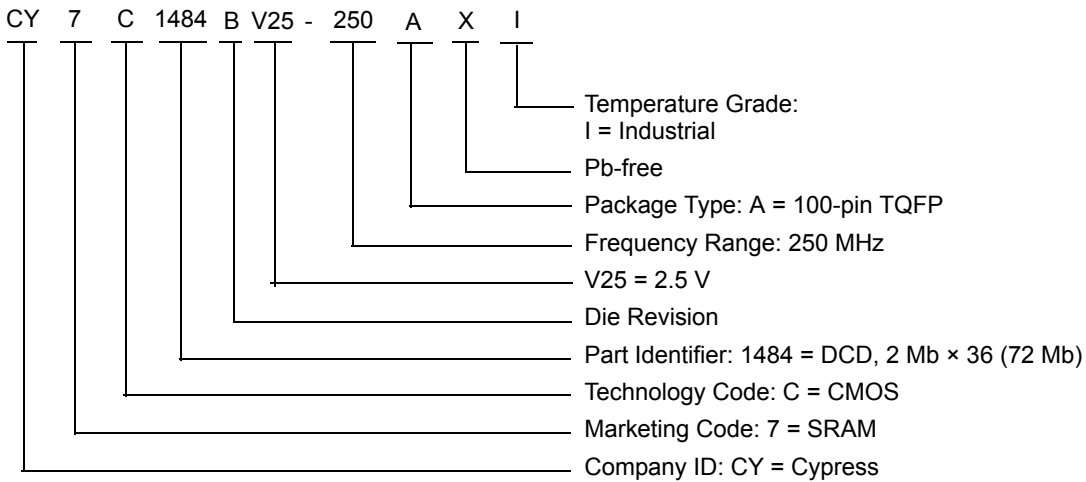 CY 7 C 1484 B V25 - 250 A X I
Temperature Grade:
I = Industrial
Pb-free
Package Type: A = 100-pin TQFP
Frequency Range: 250 MHz
V25 = 2.5 V
Die Revision
Part Identifier: 1484 = DCD, 2 Mb × 36 (72 Mb)
Technology Code: C = CMOS
Marketing Code: 7 = SRAM
Company ID: CY = Cypress